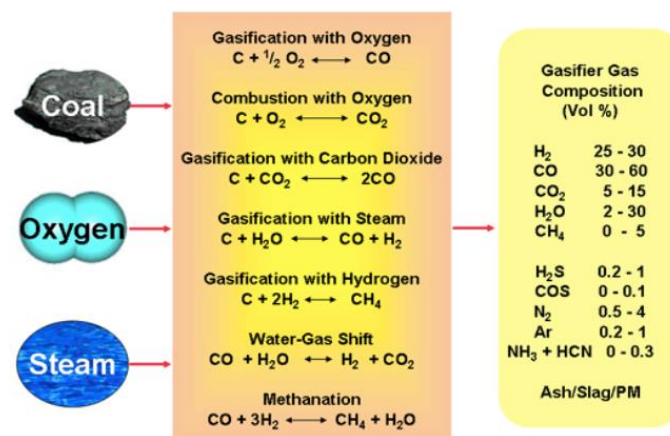 Coal
Oxygen
Steam
Gasification with Oxygen
C + 1/2 O₂ ⟷ CO
Combustion with Oxygen
C + O₂ ⟷ CO₂
Gasification with Carbon Dioxide
C + CO₂ ⟷ 2CO
Gasification with Steam
C + H₂O ⟷ CO + H₂
Gasification with Hydrogen
C + 2H₂ ⟷ CH₄
Water-Gas Shift
CO + H₂O ⟷ H₂ + CO₂
Methanation
CO + 3H₂ ⟷ CH₄ + H₂O
Gasifier Gas
Composition
(Vol %)
H₂ 25 - 30
CO 30 - 60
CO₂ 5 - 15
H₂O 2 - 30
CH₄ 0 - 5
H₂S 0.2 - 1
COS 0 - 0.1
N₂ 0.5 - 4
Ar 0.2 - 1
NH₃ + HCN 0 - 0.3
Ash/Slag/PM